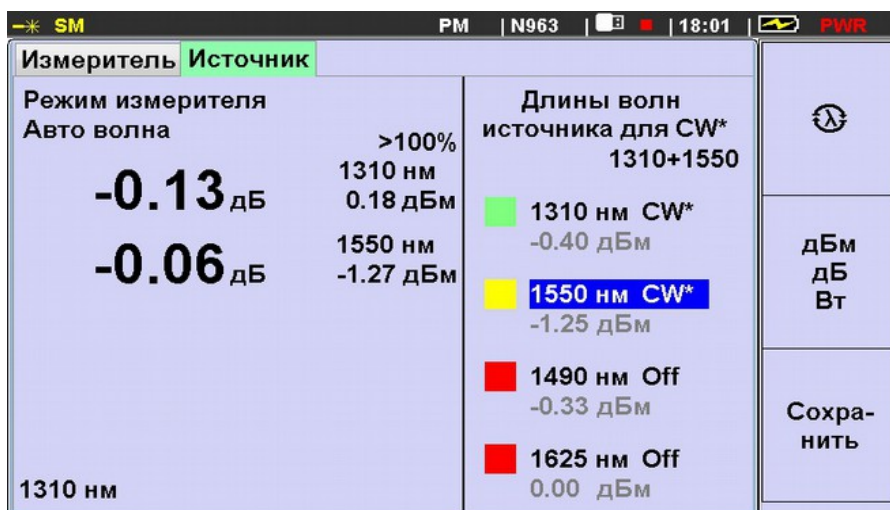 SM PM | N963 | | 18:01 | PWR
Измеритель Источник
Режим измерителя
Авто волна
>100%
-0.13 дБ
1310 нм
0.18 дБм
-0.06 дБ
1550 нм
-1.27 дБм
1310 нм
Длины волн
источника для CW*
1310+1550
1310 нм CW*
-0.40 дБм
1550 нм CW*
-1.25 дБм
1490 нм Off
-0.33 дБм
1625 нм Off
0.00 дБм
λ
дБм
дБ
Вт
Сохра-
нить